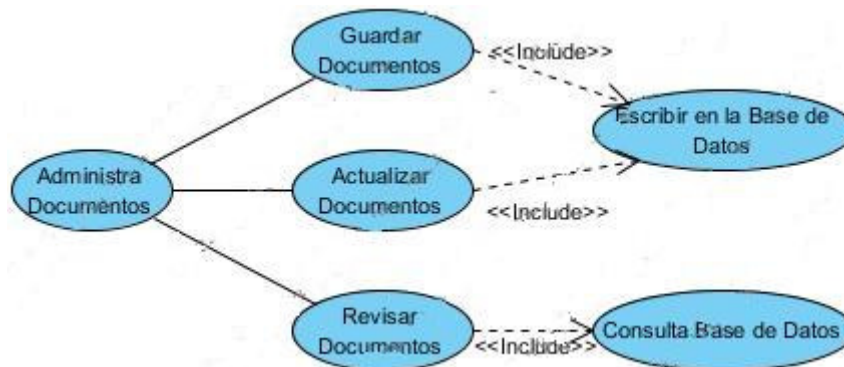 Guardar
Documentos
<<Include>>
Escribir en la Base de
Datos
Administra
Documentos
Actualizar
Documentos
<<Include>>
Revisar
Documentos
<<Include>>
Consulta Base de Datos